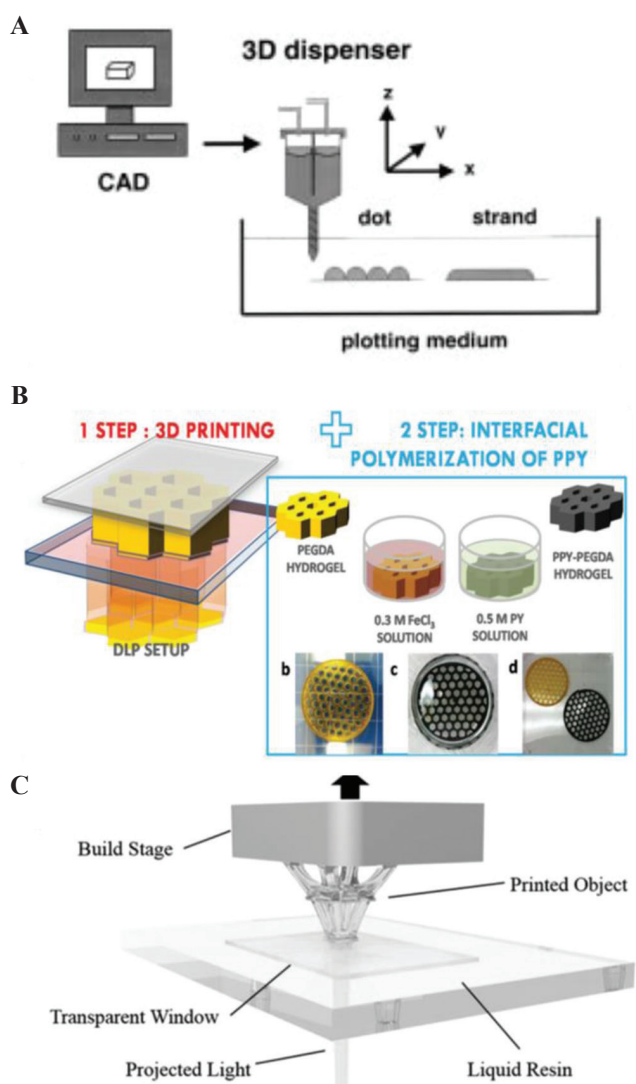 A
3D dispenser
CAD
z
y
x
dot
strand
plotting medium
B
1 STEP : 3D PRINTING
2 STEP: INTERFACIAL
POLYMERIZATION OF PPY
PEGDA
HYDROGEL
PPY-PEGDA
HYDROGEL
0.3 M FeCl₃
SOLUTION
0.5 M PY
SOLUTION
DLP SETUP
b
c
d
C
Build Stage
Printed Object
Transparent Window
Projected Light
Liquid Resin